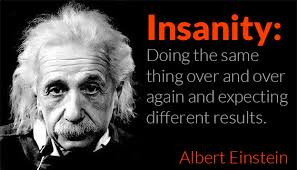 Insanity:
Doing the same
thing over and over
again and expecting
different results.
Albert Einstein